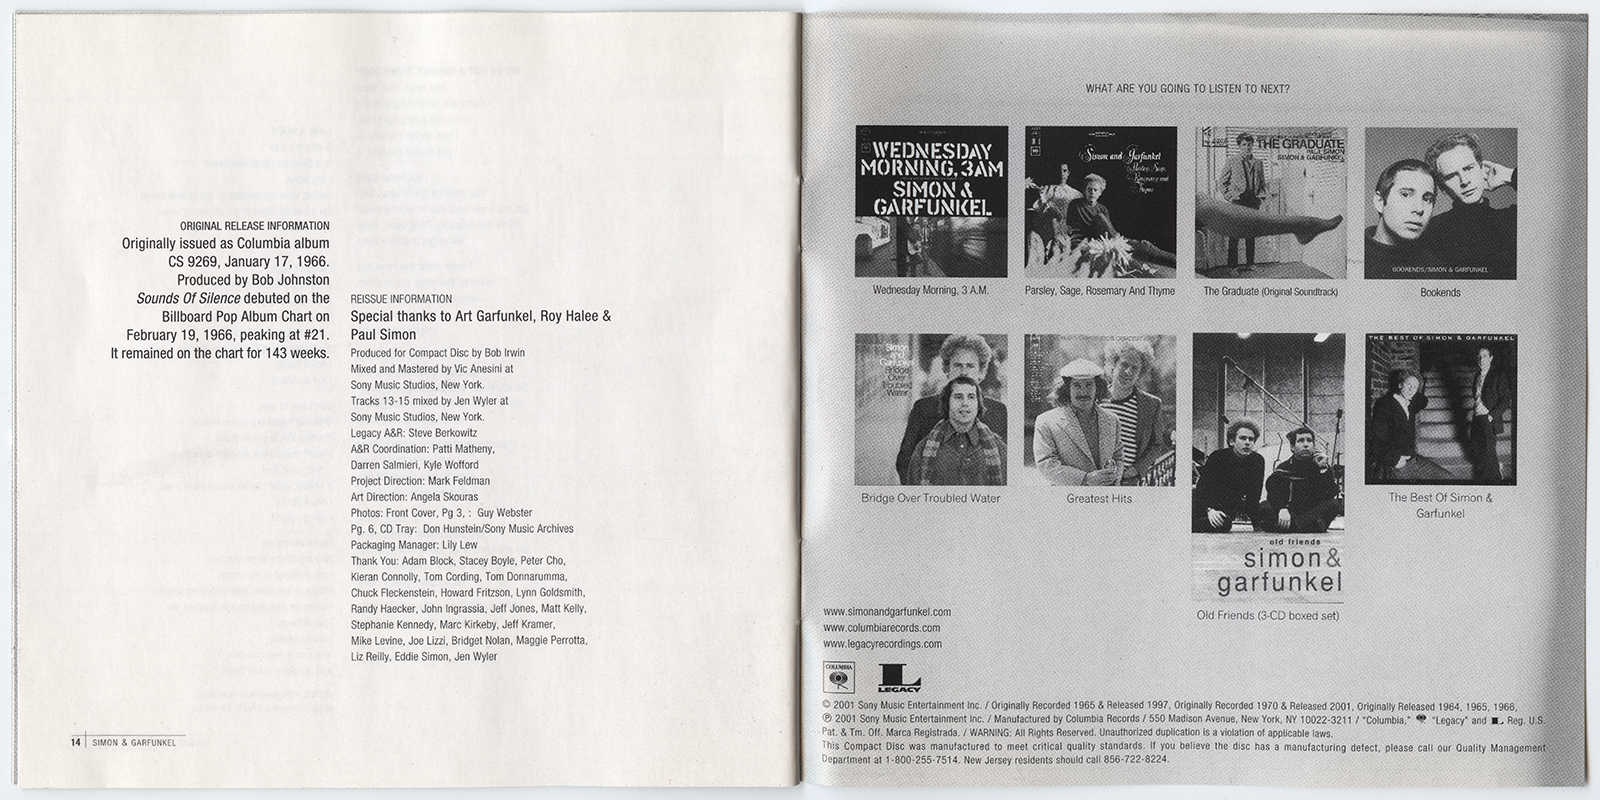 ORIGINAL RELEASE INFORMATION
Originally issued as Columbia album
CS 9269, January 17, 1966.
Produced by Bob Johnston
Sounds Of Silence debuted on the
Billboard Pop Album Chart on
February 19, 1966, peaking at #21.
It remained on the chart for 143 weeks.
REISSUE INFORMATION
Special thanks to Art Garfunkel, Roy Halee &
Paul Simon
Produced for Compact Disc by Bob Irwin
Mixed and Mastered by Vic Anesini at
Sony Music Studios, New York.
Tracks 13-15 mixed by Jen Wyler at
Sony Music Studios, New York.
Legacy A&R: Steve Berkowitz
A&R Coordination: Patti Matheny,
Darren Salmieri, Kyle Wofford
Project Direction: Mark Feldman
Art Direction: Angela Skouras
Photos: Front Cover, Pg 3, : Guy Webster
Pg. 6, CD Tray: Don Hunstein/Sony Music Archives
Packaging Manager: Lily Lew
Thank You: Adam Block, Stacey Boyle, Peter Cho,
Kieran Connolly, Tom Cording, Tom Donnarumma,
Chuck Fleckenstein, Howard Fritzson, Lynn Goldsmith,
Randy Haecker, John Ingrassia, Jeff Jones, Matt Kelly,
Stephanie Kennedy, Marc Kirkeby, Jeff Kramer,
Mike Levine, Joe Lizzi, Bridget Nolan, Maggie Perrotta,
Liz Reilly, Eddie Simon, Jen Wyler
14 SIMON & GARFUNKEL
WHAT ARE YOU GOING TO LISTEN TO NEXT?
WEDNESDAY
MORNING, 3AM
SIMON &
GARFUNKEL
Wednesday Morning, 3 A.M.
Simon and Garfunkel
Parsley, Sage,
Rosemary and
Thyme
Parsley, Sage, Rosemary And Thyme
THE GRADUATE
PAUL SIMON
SIMON & GARFUNKEL
The Graduate (Original Soundtrack)
BOOKENDS/SIMON & GARFUNKEL
Bookends
Simon
and
Garfunkel
Bridge
Over
Troubled
Water
Bridge Over Troubled Water
Greatest Hits
old friends
simon&
garfunkel
Old Friends (3-CD boxed set)
THE BEST OF SIMON & GARFUNKEL
The Best Of Simon &
Garfunkel
www.simonandgarfunkel.com
www.columbiarecords.com
www.legacyrecordings.com
COLUMBIA
L
LEGACY
© 2001 Sony Music Entertainment Inc. / Originally Recorded 1965 & Released 1997, Originally Recorded 1970 & Released 2001, Originally Released 1964, 1965, 1966,
℗ 2001 Sony Music Entertainment Inc. / Manufactured by Columbia Records / 550 Madison Avenue, New York, NY 10022-3211 / "Columbia," "Legacy" and L Reg. U.S.
Pat. & Tm. Off. Marca Registrada. / WARNING: All Rights Reserved. Unauthorized duplication is a violation of applicable laws.
This Compact Disc was manufactured to meet critical quality standards. If you believe the disc has a manufacturing defect, please call our Quality Management
Department at 1-800-255-7514. New Jersey residents should call 856-722-8224.